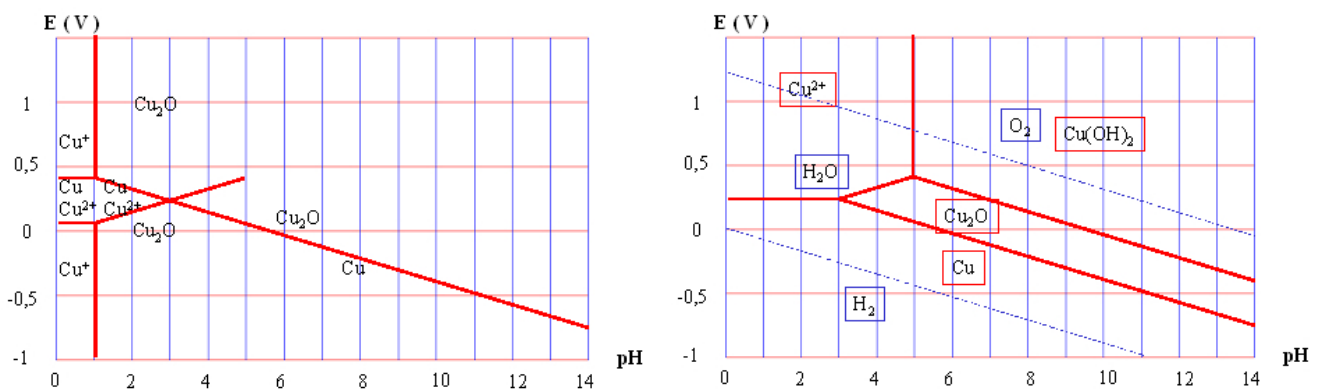 E (V)
1
0,5
0
-0,5
-1
Cu₂O
Cu⁺
Cu Cu
Cu²⁺ Cu²⁺
Cu₂O
Cu⁺
Cu₂O
Cu
0 2 4 6 8 10 12 14
pH
E (V)
1
0,5
0
-0,5
-1
Cu²⁺
O₂
Cu(OH)₂
H₂O
Cu₂O
Cu
H₂
0 2 4 6 8 10 12 14
pH